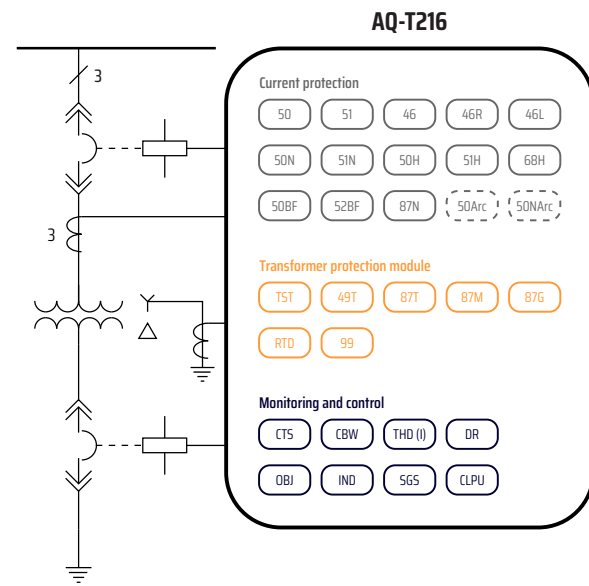 AQ-T216
3
Current protection
50 51 46 46R 46L
50N 51N 50H 51H 68H
50BF 52BF 87N 50Arc 50NArc
3
Transformer protection module
TST 49T 87T 87M 87G
RTD 99
Monitoring and control
CTS CBW THD (I) DR
OBJ IND SGS CLPU